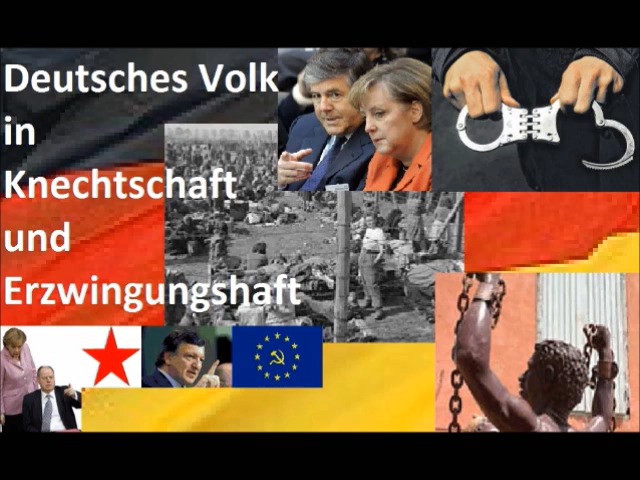 Deutsches Volk
in
Knechtschaft
und
Erzwingungshaft